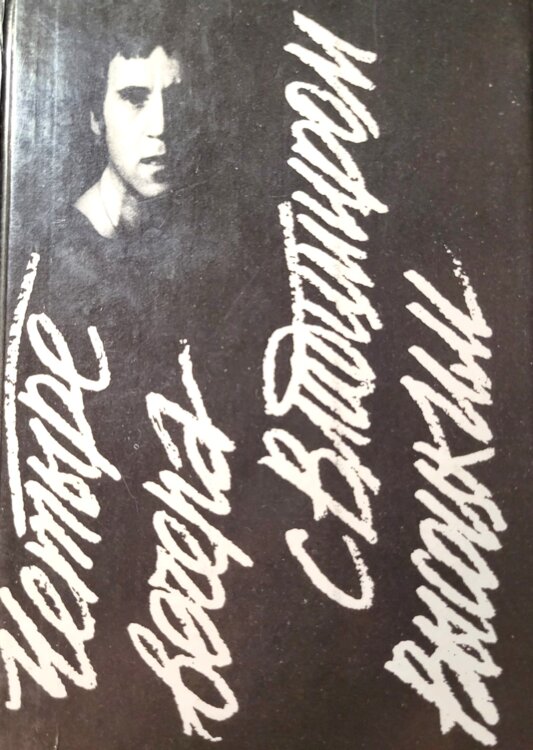 Четыре
вечера
с Владимиром
Высоцким